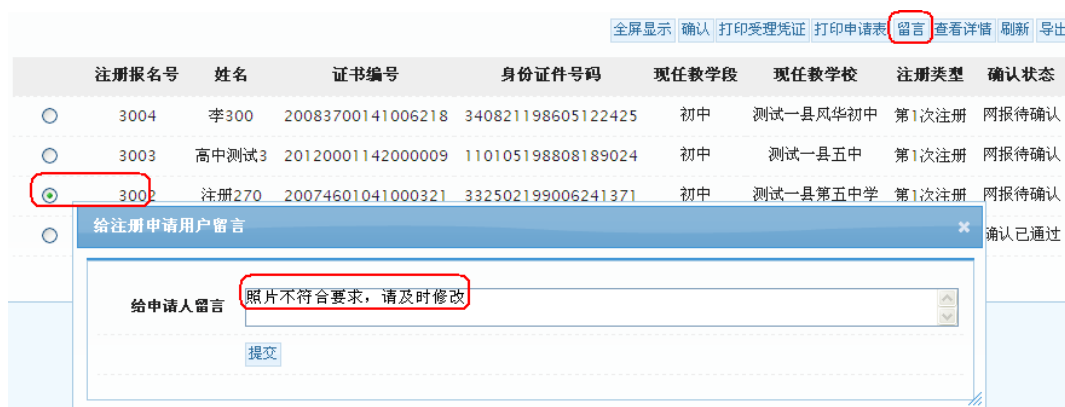 全屏显示 确认 打印受理凭证 打印申请表 留言 查看详情 刷新 导出
注册报名号 姓名 证书编号 身份证件号码 现任教学段 现任教学校 注册类型 确认状态
3004 李300 20083700141006218 340821198605122425 初中 测试一县风华初中 第1次注册 网报待确认
3003 高中测试3 20120001142000009 110105198808189024 初中 测试一县五中 第1次注册 网报待确认
3002 注册270 20074601041000321 332502199006241371 初中 测试一县第五中学 第1次注册 网报待确认
给注册申请用户留言
确认已通过
给申请人留言 照片不符合要求，请及时修改
提交